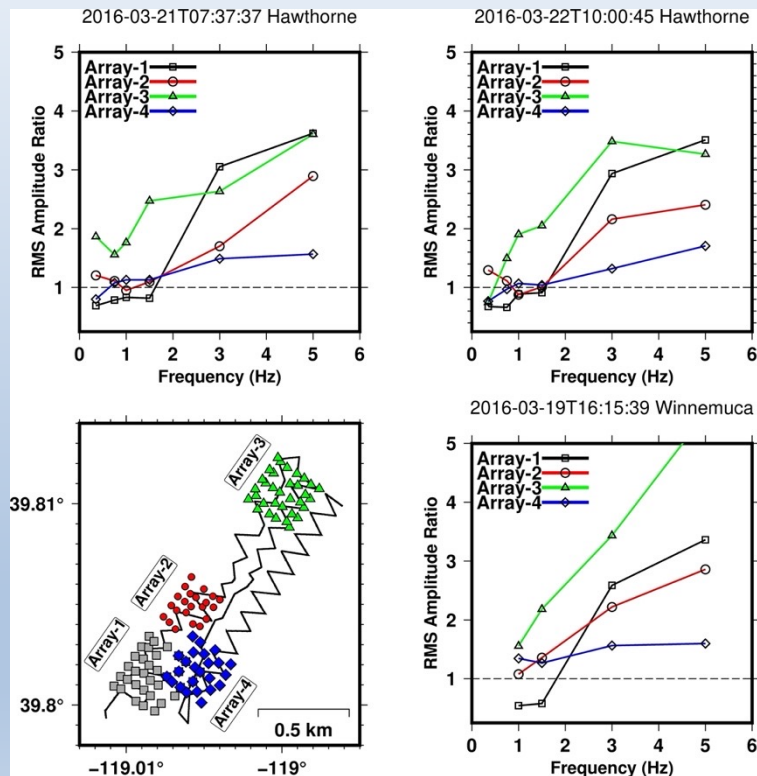 2016-03-21T07:37:37 Hawthorne
5
4
3
2
1
RMS Amplitude Ratio
Array-1
Array-2
Array-3
Array-4
0 1 2 3 4 5 6
Frequency (Hz)
2016-03-22T10:00:45 Hawthorne
5
4
3
2
1
RMS Amplitude Ratio
Array-1
Array-2
Array-3
Array-4
0 1 2 3 4 5 6
Frequency (Hz)
39.81°
39.8°
Array-3
Array-2
Array-1
Array-4
0.5 km
−119.01° −119°
2016-03-19T16:15:39 Winnemuca
5
4
3
2
1
RMS Amplitude Ratio
Array-1
Array-2
Array-3
Array-4
0 1 2 3 4 5 6
Frequency (Hz)